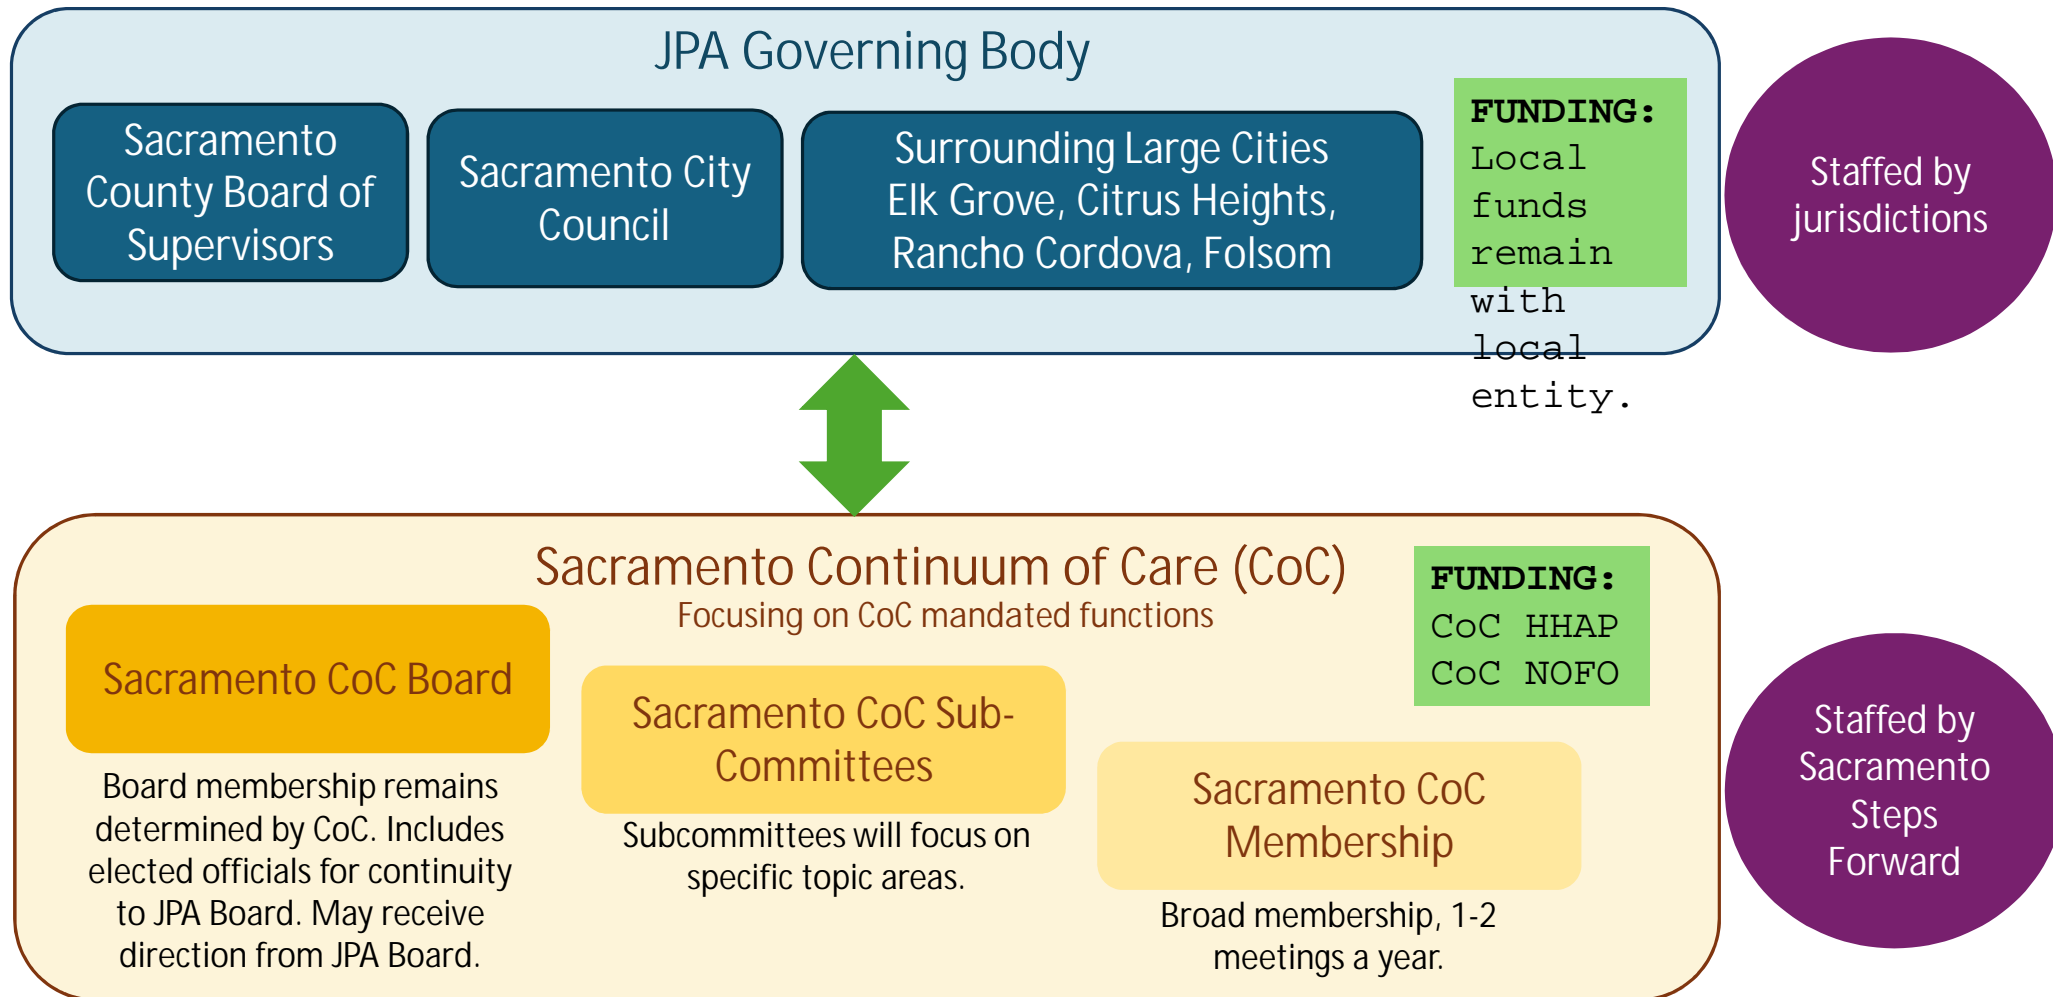 JPA Governing Body
Sacramento
County Board of
Supervisors
Sacramento City
Council
Surrounding Large Cities
Elk Grove, Citrus Heights,
Rancho Cordova, Folsom
FUNDING:
Local
funds
remain
with
local
entity.
Staffed by
jurisdictions
Sacramento Continuum of Care (CoC)
Focusing on CoC mandated functions
FUNDING:
CoC HHAP
CoC NOFO
Sacramento CoC Board
Board membership remains
determined by CoC. Includes
elected officials for continuity
to JPA Board. May receive
direction from JPA Board.
Sacramento CoC Sub-
Committees
Subcommittees will focus on
specific topic areas.
Sacramento CoC
Membership
Broad membership, 1-2
meetings a year.
Staffed by
Sacramento
Steps
Forward